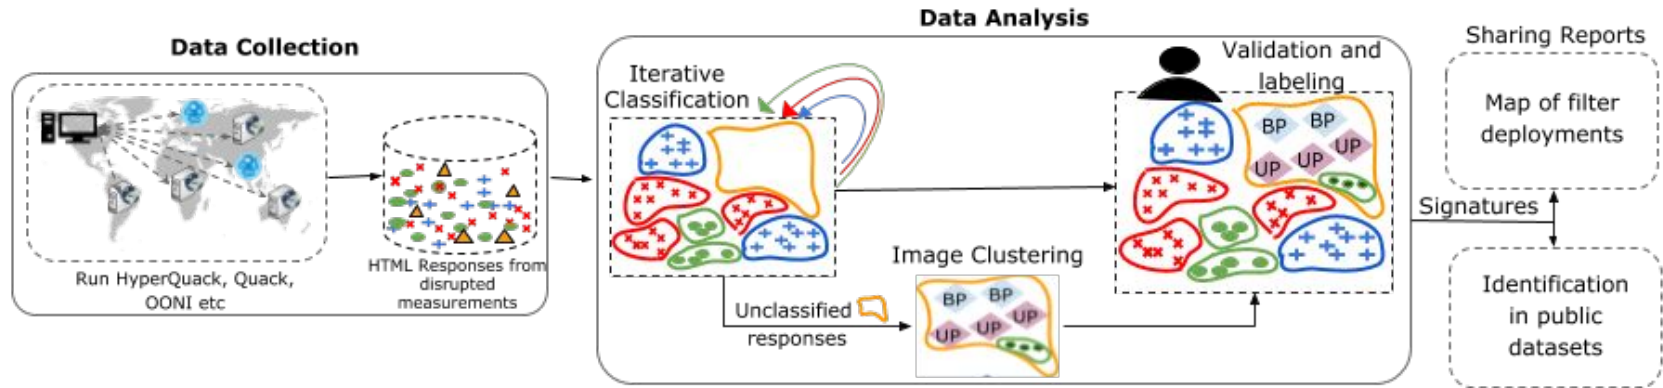 Data Collection
Run HyperQuack, Quack,
OONI etc
HTML Responses from
disrupted
measurements
Data Analysis
Iterative
Classification
Unclassified
responses
Image Clustering
BP
BP
UP
UP
UP
Validation and
labeling
BP
BP
UP
UP
UP
Signatures
Sharing Reports
Map of filter
deployments
Identification
in public
datasets